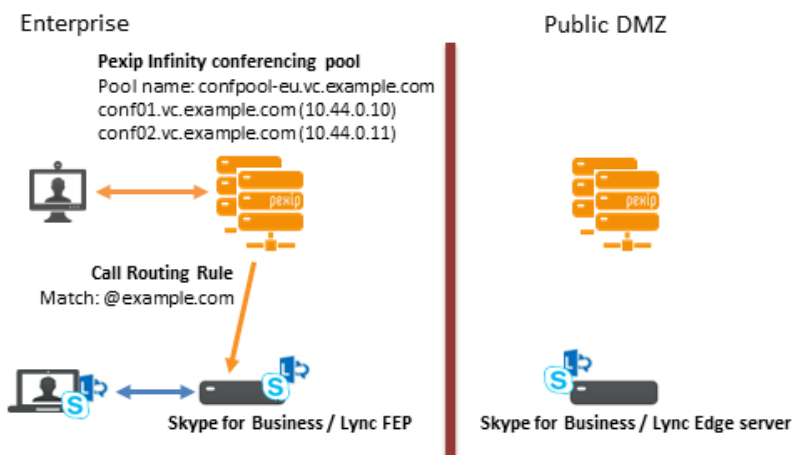 Enterprise
Public DMZ
Pexip Infinity conferencing pool
Pool name: confpool-eu.vc.example.com
conf01.vc.example.com (10.44.0.10)
conf02.vc.example.com (10.44.0.11)
pexip
pexip
Call Routing Rule
Match: @example.com
L
S
S
L
S
Skype for Business / Lync FEP
Skype for Business / Lync Edge server